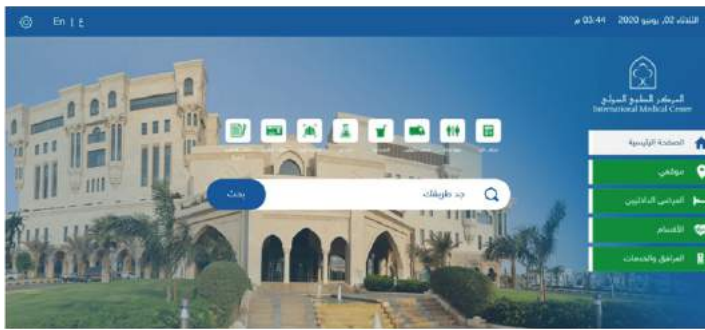 الثلاثاء 02, يونيو 2020 03:44 م
ع | En
المركز الطبي الدولي
International Medical Center
الصفحة الرئيسية
موقعي
المرضى الداخليين
الأقسام
المرافق والخدمات
جد طريقك
بحث